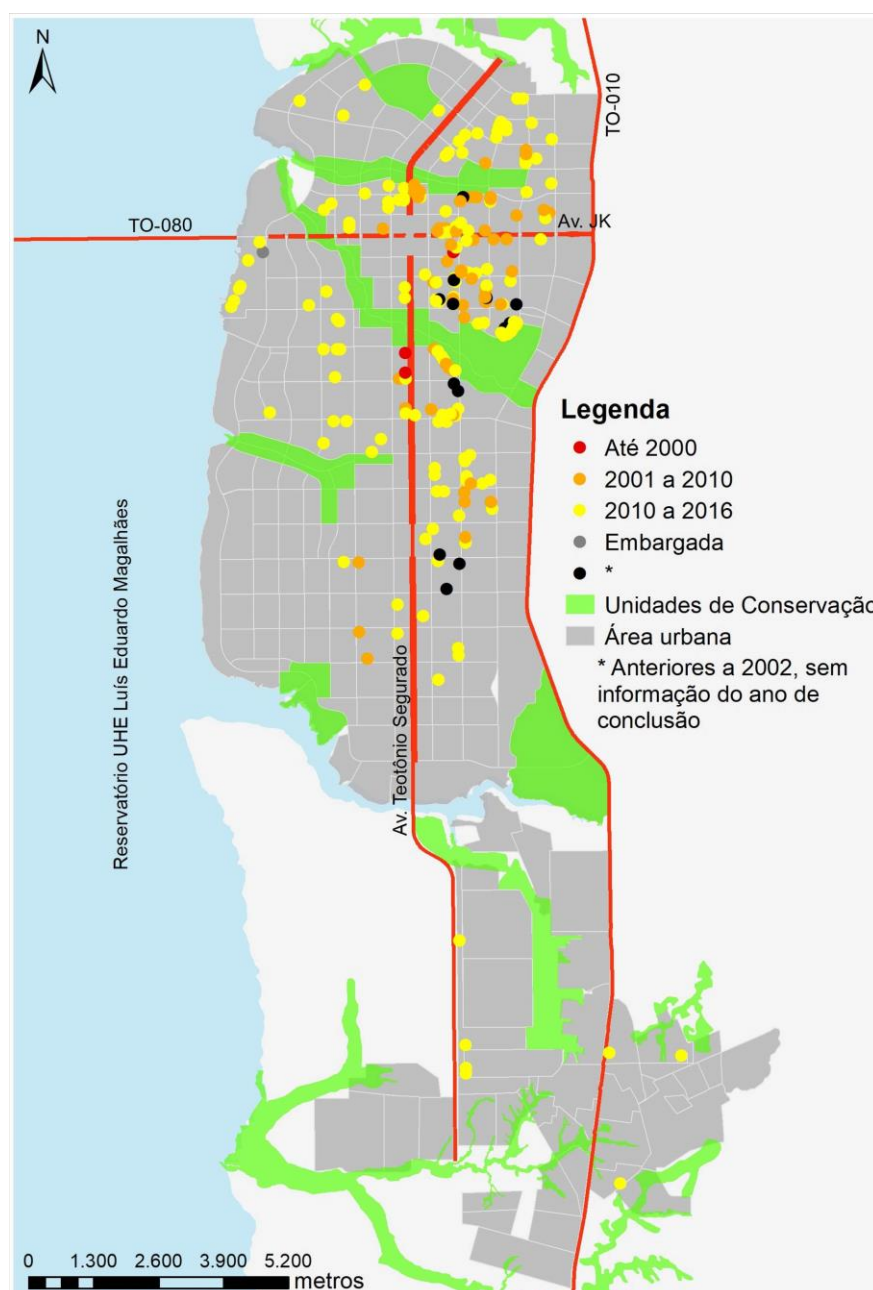 N
TO-010
TO-080
Av. JK
Legenda
Até 2000
2001 a 2010
2010 a 2016
Embargada
*
Unidades de Conservação
Área urbana
* Anteriores a 2002, sem
informação do ano de
conclusão
Reservatório UHE Luís Eduardo Magalhães
Av. Teotônio Segurado
0 1.300 2.600 3.900 5.200
metros